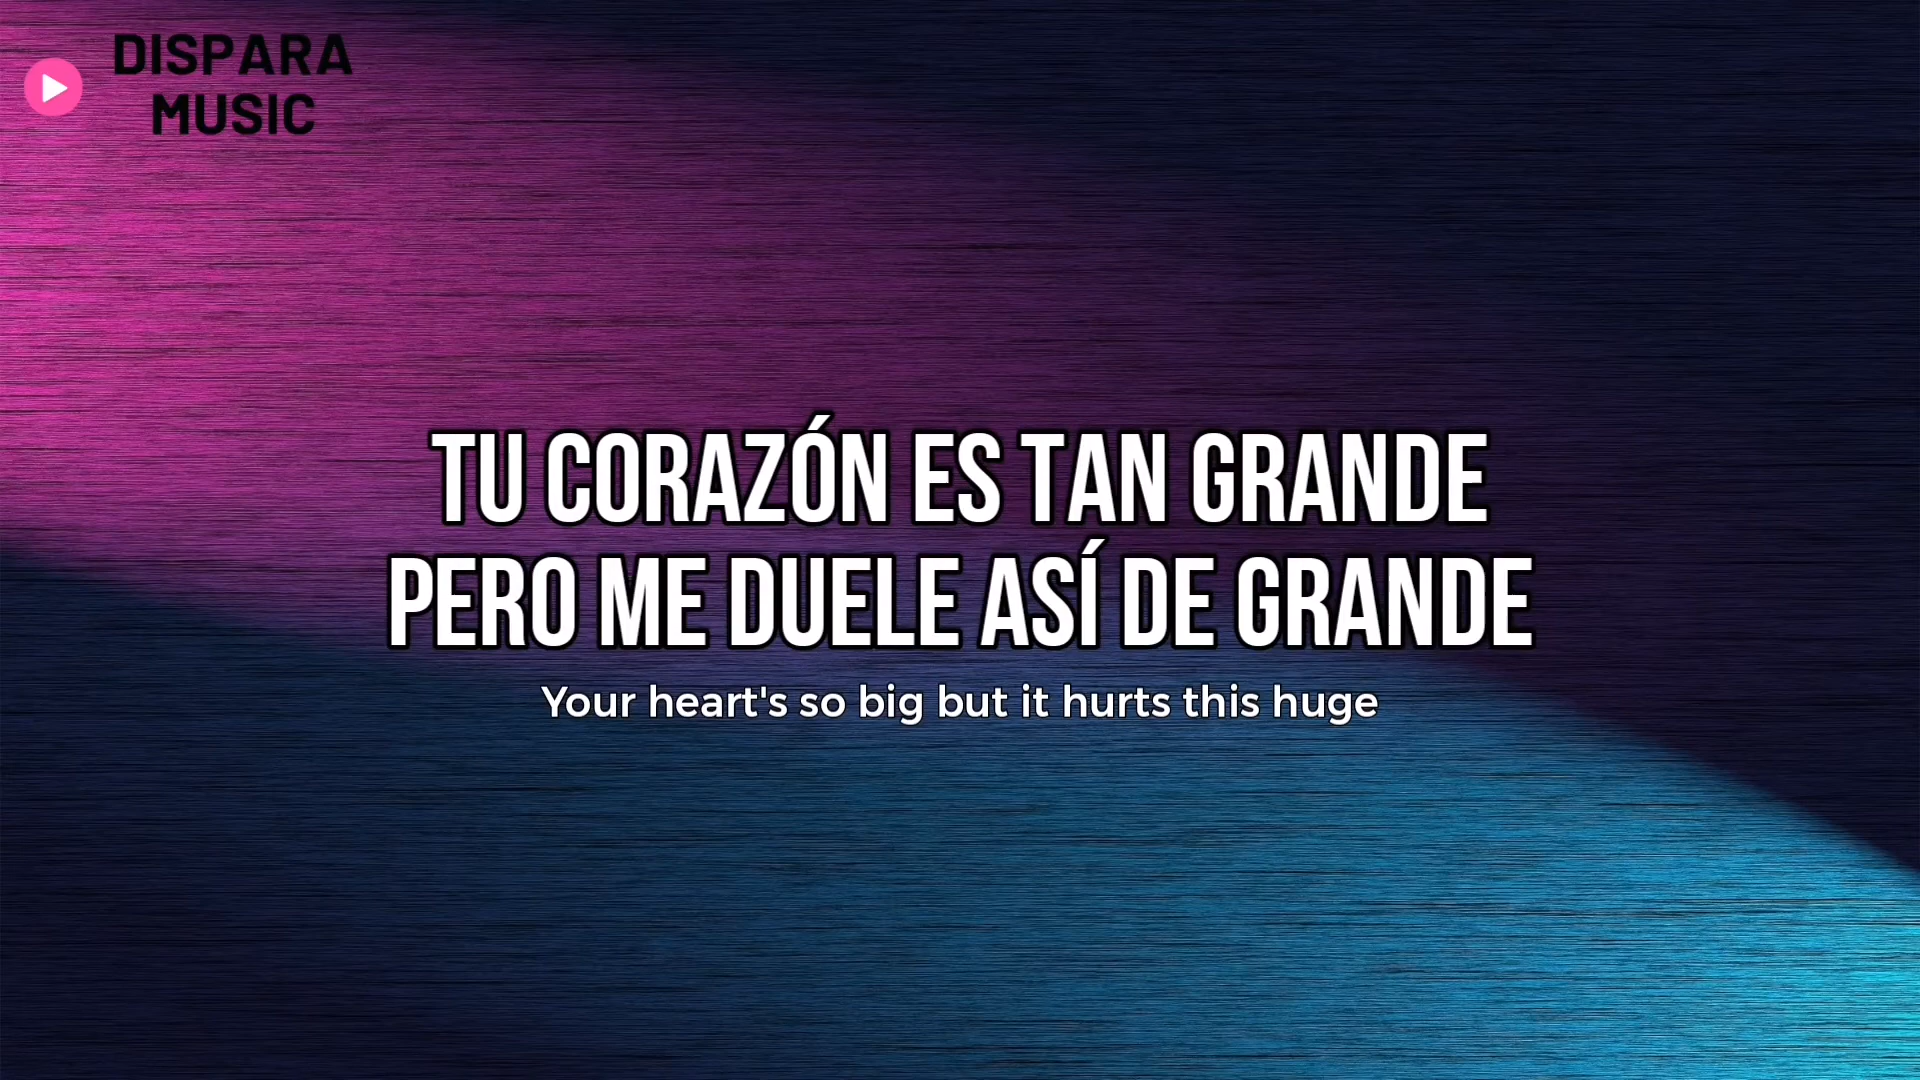 DISPARA
MUSIC
TU CORAZÓN ES TAN GRANDE
PERO ME DUELE ASÍ DE GRANDE
Your heart's so big but it hurts this huge